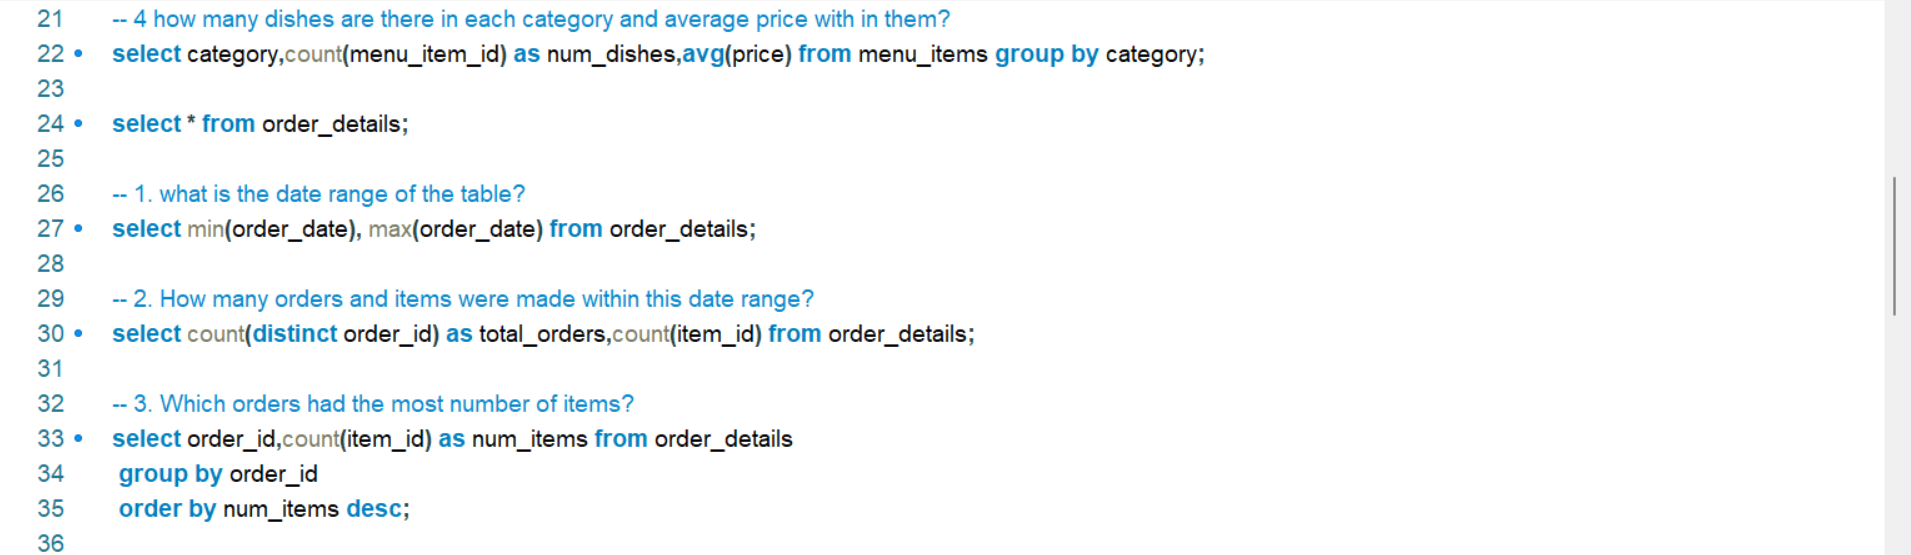 21 -- 4 how many dishes are there in each category and average price with in them?
22 • select category,count(menu_item_id) as num_dishes,avg(price) from menu_items group by category;
23
24 • select * from order_details;
25
26 -- 1. what is the date range of the table?
27 • select min(order_date), max(order_date) from order_details;
28
29 -- 2. How many orders and items were made within this date range?
30 • select count(distinct order_id) as total_orders,count(item_id) from order_details;
31
32 -- 3. Which orders had the most number of items?
33 • select order_id,count(item_id) as num_items from order_details
34 group by order_id
35 order by num_items desc;
36